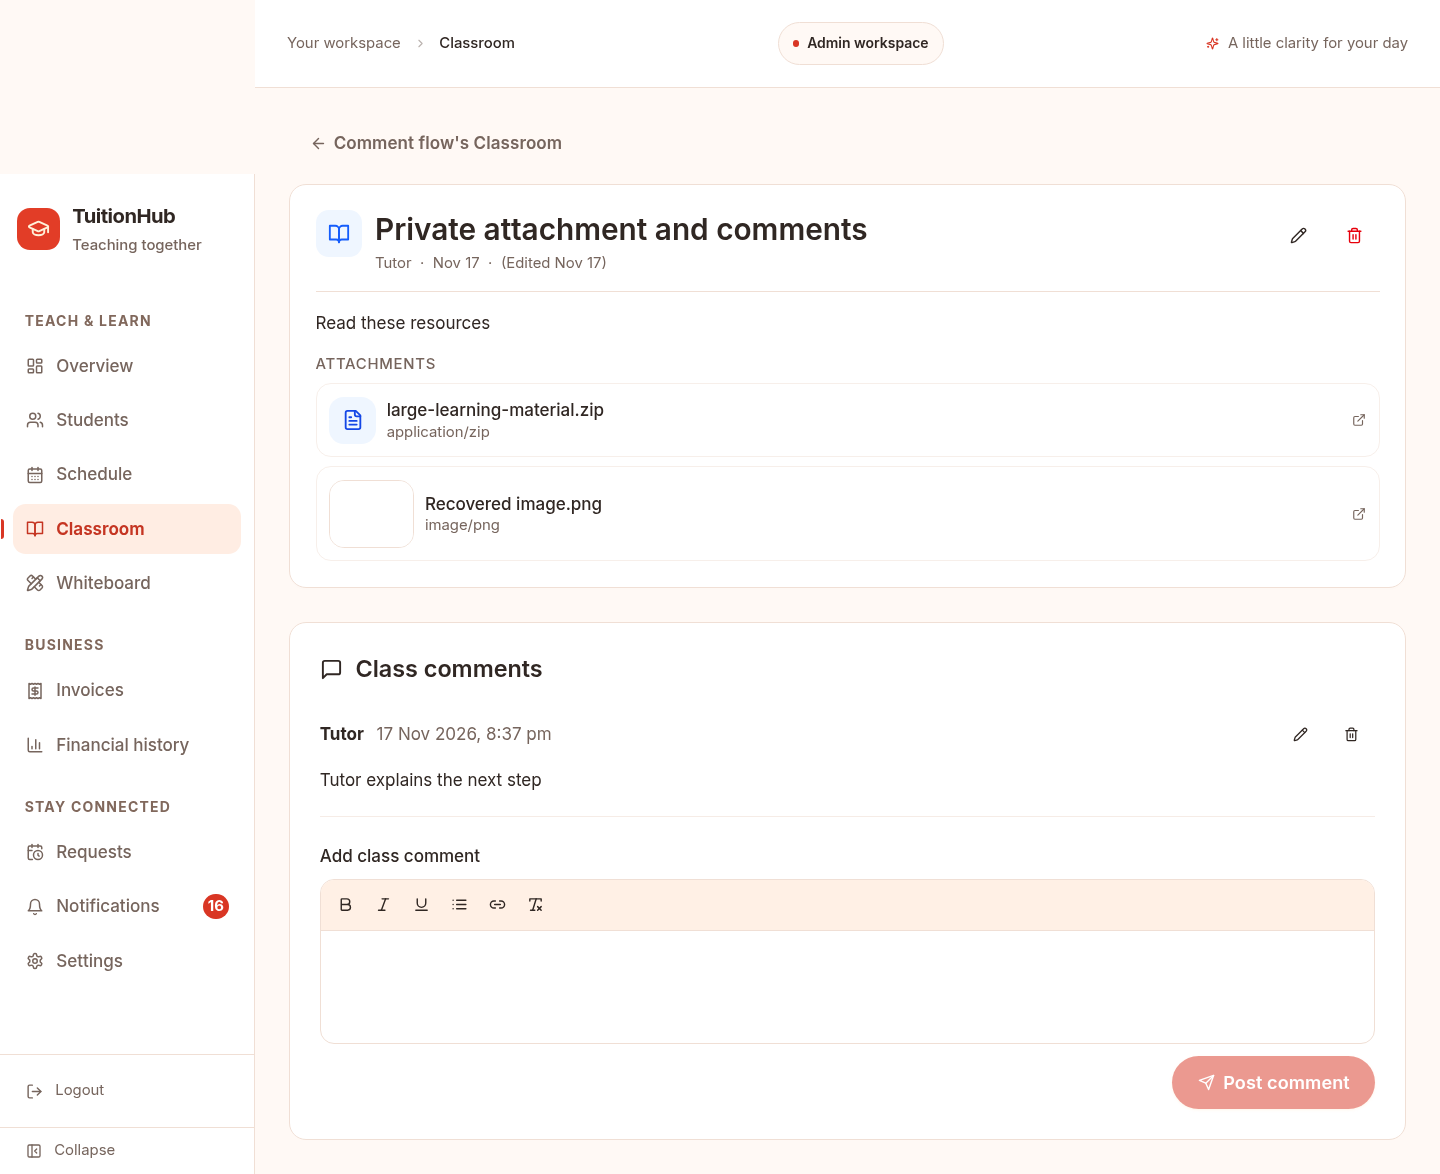 Your workspace
Classroom
Admin workspace
A little clarity for your day
TuitionHub
Teaching together
TEACH & LEARN
Overview
Students
Schedule
Classroom
Whiteboard
BUSINESS
Invoices
Financial history
STAY CONNECTED
Requests
Notifications 16
Settings
Logout
Collapse
Comment flow's Classroom
Private attachment and comments
Tutor · Nov 17 · (Edited Nov 17)
Read these resources
ATTACHMENTS
large-learning-material.zip
application/zip
Recovered image.png
image/png
Class comments
Tutor 17 Nov 2026, 8:37 pm
Tutor explains the next step
Add class comment
Post comment